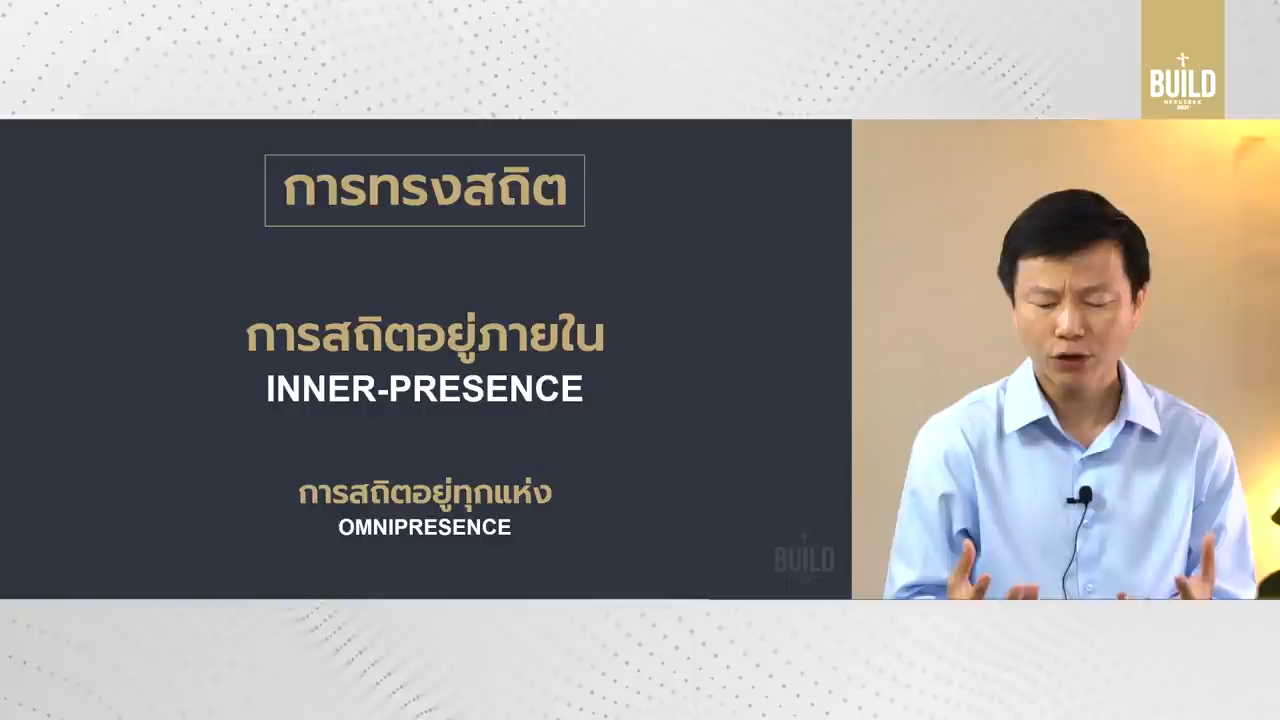 BUILD
NEXUSBKK
2021
การทรงสถิต
การสถิตอยู่ภายใน
INNER-PRESENCE
การสถิตอยู่ทุกแห่ง
OMNIPRESENCE
BUILD